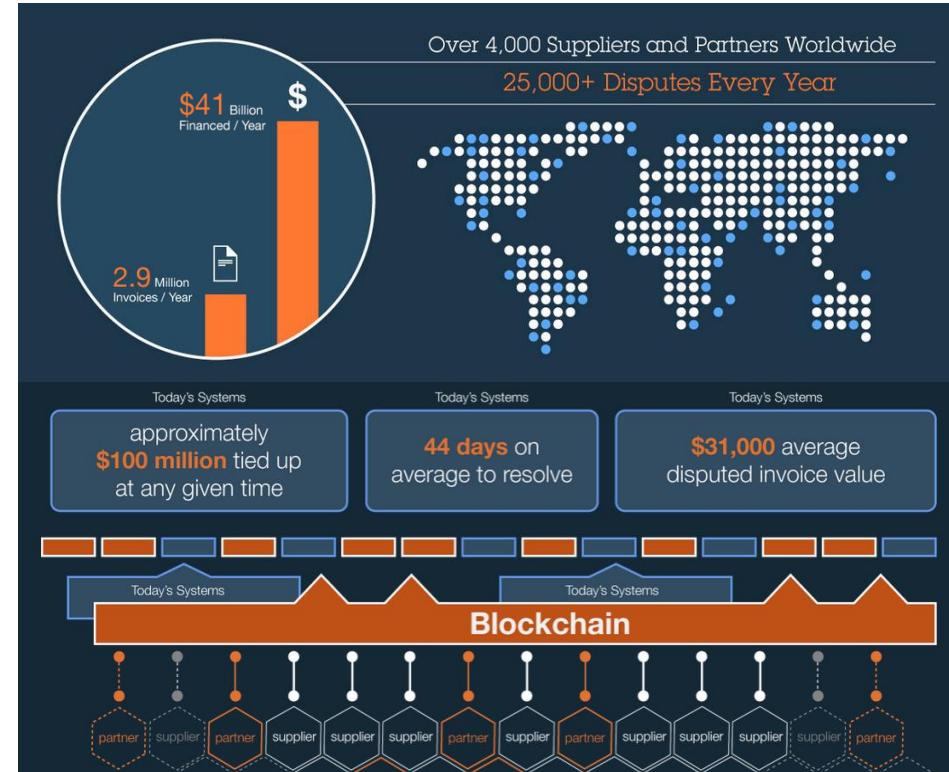 Over 4,000 Suppliers and Partners Worldwide
25,000+ Disputes Every Year
$41 Billion
Financed / Year
$
2.9 Million
Invoices / Year
Today's Systems
approximately
$100 million tied up
at any given time
Today's Systems
44 days on
average to resolve
Today's Systems
$31,000 average
disputed invoice value
Today's Systems
Today's Systems
Blockchain
partner
supplier
partner
supplier
supplier
supplier
partner
supplier
partner
supplier
supplier
supplier
supplier
partner